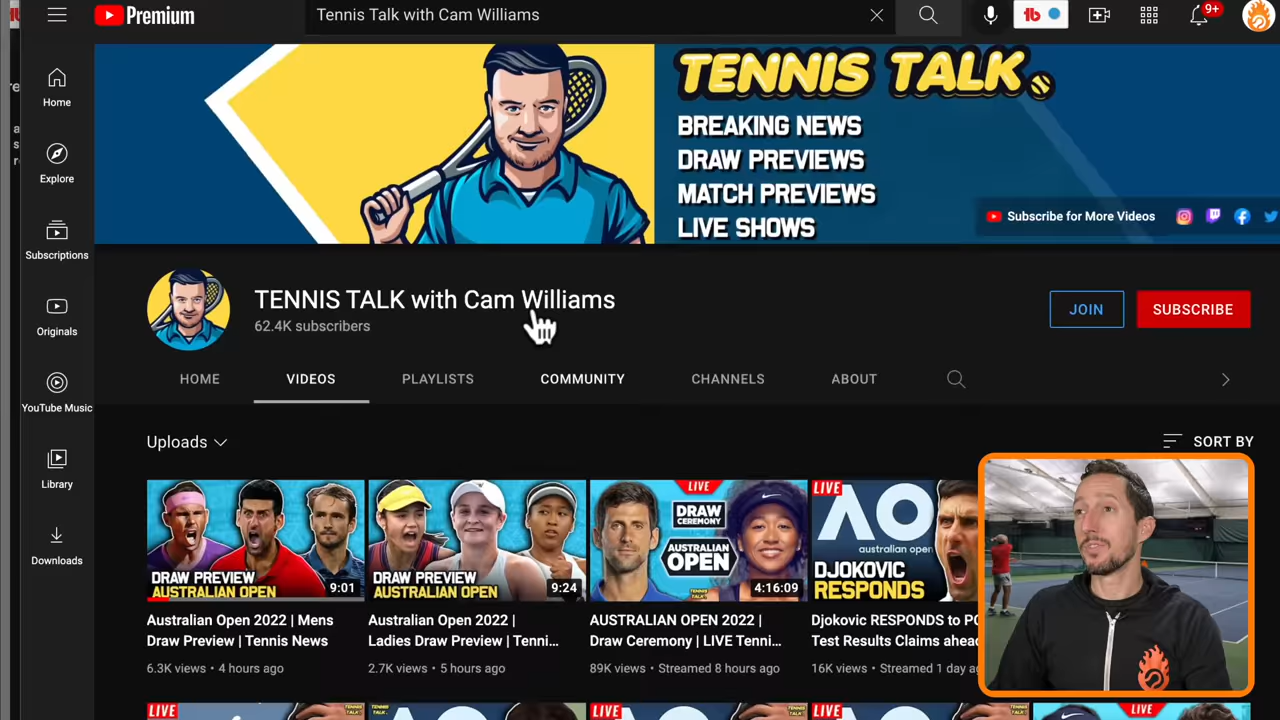 Premium
Tennis Talk with Cam Williams
9+
Home
Explore
Subscriptions
Originals
YouTube Music
Library
Downloads
TENNIS TALK
BREAKING NEWS
DRAW PREVIEWS
MATCH PREVIEWS
LIVE SHOWS
Subscribe for More Videos
TENNIS TALK with Cam Williams
62.4K subscribers
JOIN
SUBSCRIBE
HOME
VIDEOS
PLAYLISTS
COMMUNITY
CHANNELS
ABOUT
Uploads
SORT BY
DRAW PREVIEW
AUSTRALIAN OPEN
9:01
DRAW PREVIEW
AUSTRALIAN OPEN
9:24
LIVE
DRAW
CEREMONY
AUSTRALIAN
OPEN
TENNIS
TALK
4:16:09
LIVE
AO
australian open
DJOKOVIC
RESPONDS
Australian Open 2022 | Mens
Draw Preview | Tennis News
6.3K views • 4 hours ago
Australian Open 2022 |
Ladies Draw Preview | Tenni...
2.7K views • 5 hours ago
AUSTRALIAN OPEN 2022 |
Draw Ceremony | LIVE Tenni...
89K views • Streamed 8 hours ago
Djokovic RESPONDS to
Test Results Claims ahea
16K views • Streamed 1 day
LIVE
TENNIS
LIVE
LIVE
LIVE